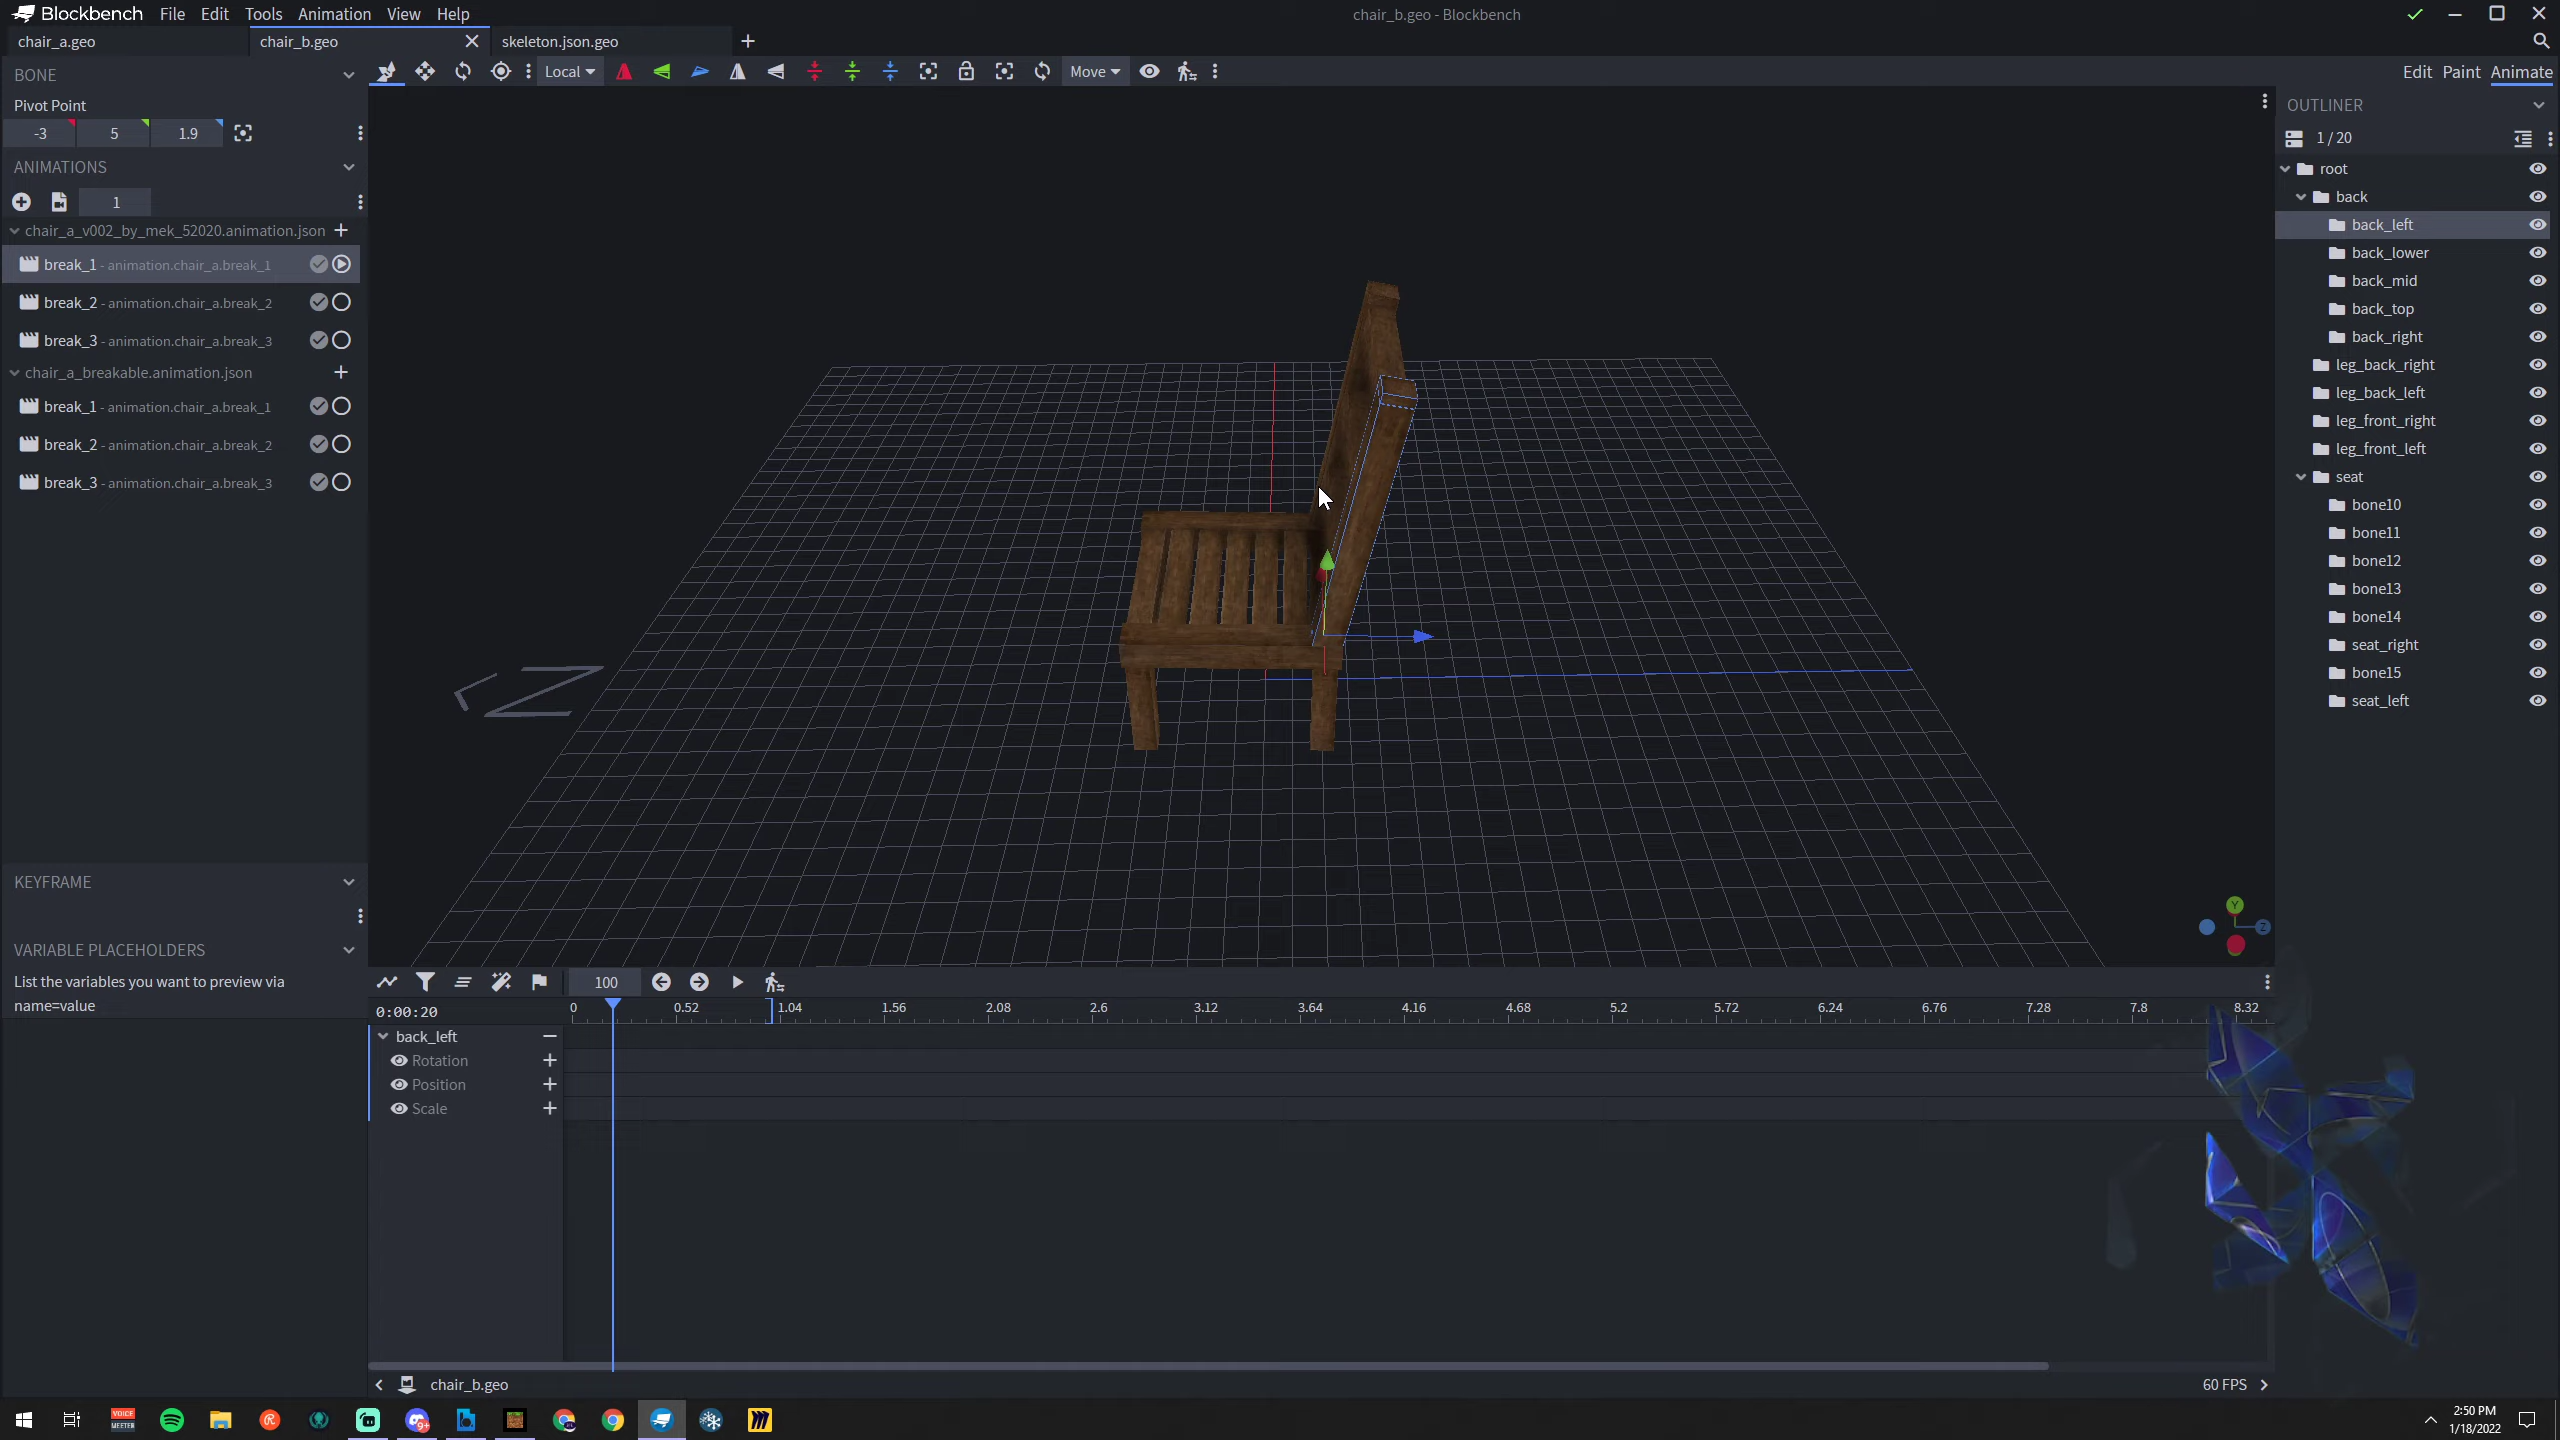 Blockbench File Edit Tools Animation View Help
chair_b.geo - Blockbench
chair_a.geo
chair_b.geo
skeleton.json.geo
BONE
Local
Move
Edit Paint Animate
Pivot Point
-3 5 1.9
ANIMATIONS
1
chair_a_v002_by_mek_52020.animation.json
break_1 - animation.chair_a.break_1
break_2 - animation.chair_a.break_2
break_3 - animation.chair_a.break_3
chair_a_breakable.animation.json
break_1 - animation.chair_a.break_1
break_2 - animation.chair_a.break_2
break_3 - animation.chair_a.break_3
OUTLINER
1 / 20
root
back
back_left
back_lower
back_mid
back_top
back_right
leg_back_right
leg_back_left
leg_front_right
leg_front_left
seat
bone10
bone11
bone12
bone13
bone14
seat_right
bone15
seat_left
Z
Y
Z
KEYFRAME
VARIABLE PLACEHOLDERS
List the variables you want to preview via
name=value
100
0:00:20
0 0.52 1.04 1.56 2.08 2.6 3.12 3.64 4.16 4.68 5.2 5.72 6.24 6.76 7.28 7.8 8.32
back_left
Rotation
Position
Scale
chair_b.geo
60 FPS
VOICE
MEETER
9+
2:50 PM
1/18/2022